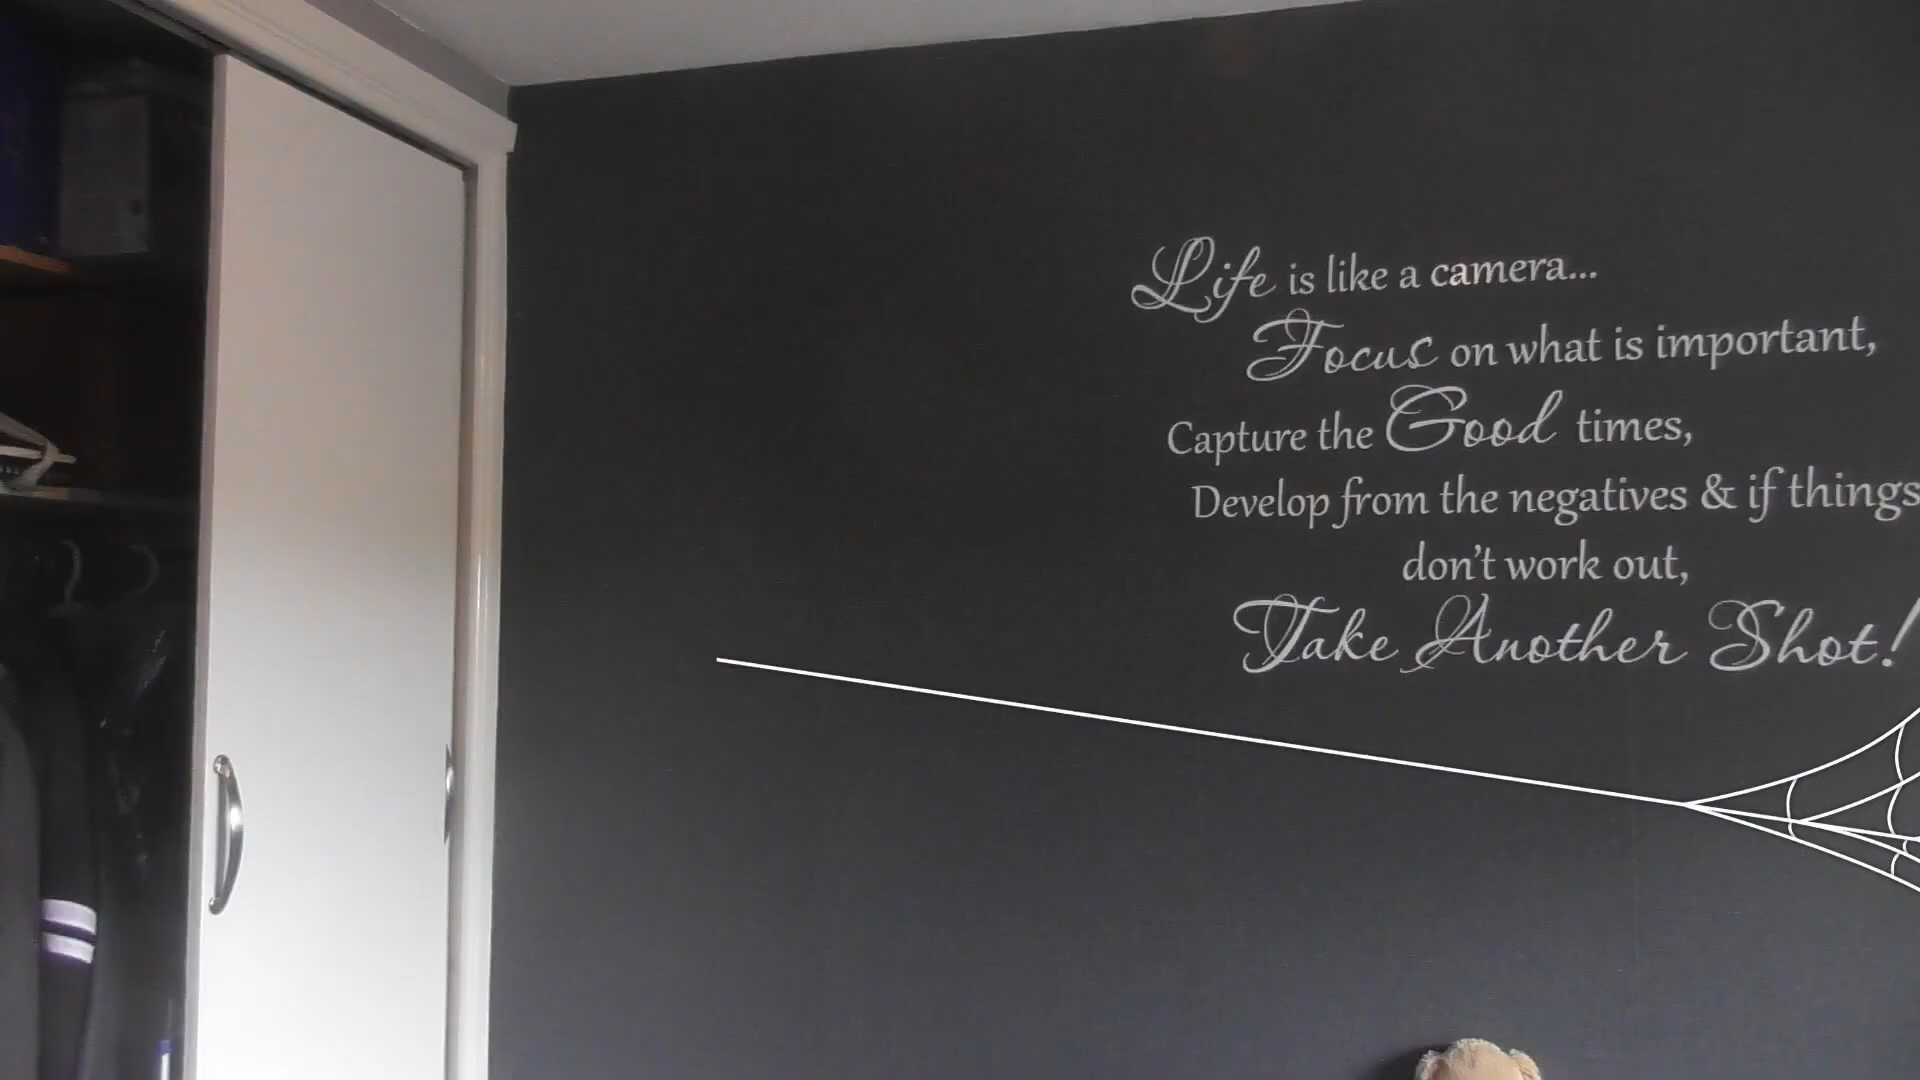 Life is like a camera...
Focus on what is important,
Capture the Good times,
Develop from the negatives & if things
don't work out,
Take Another Shot!